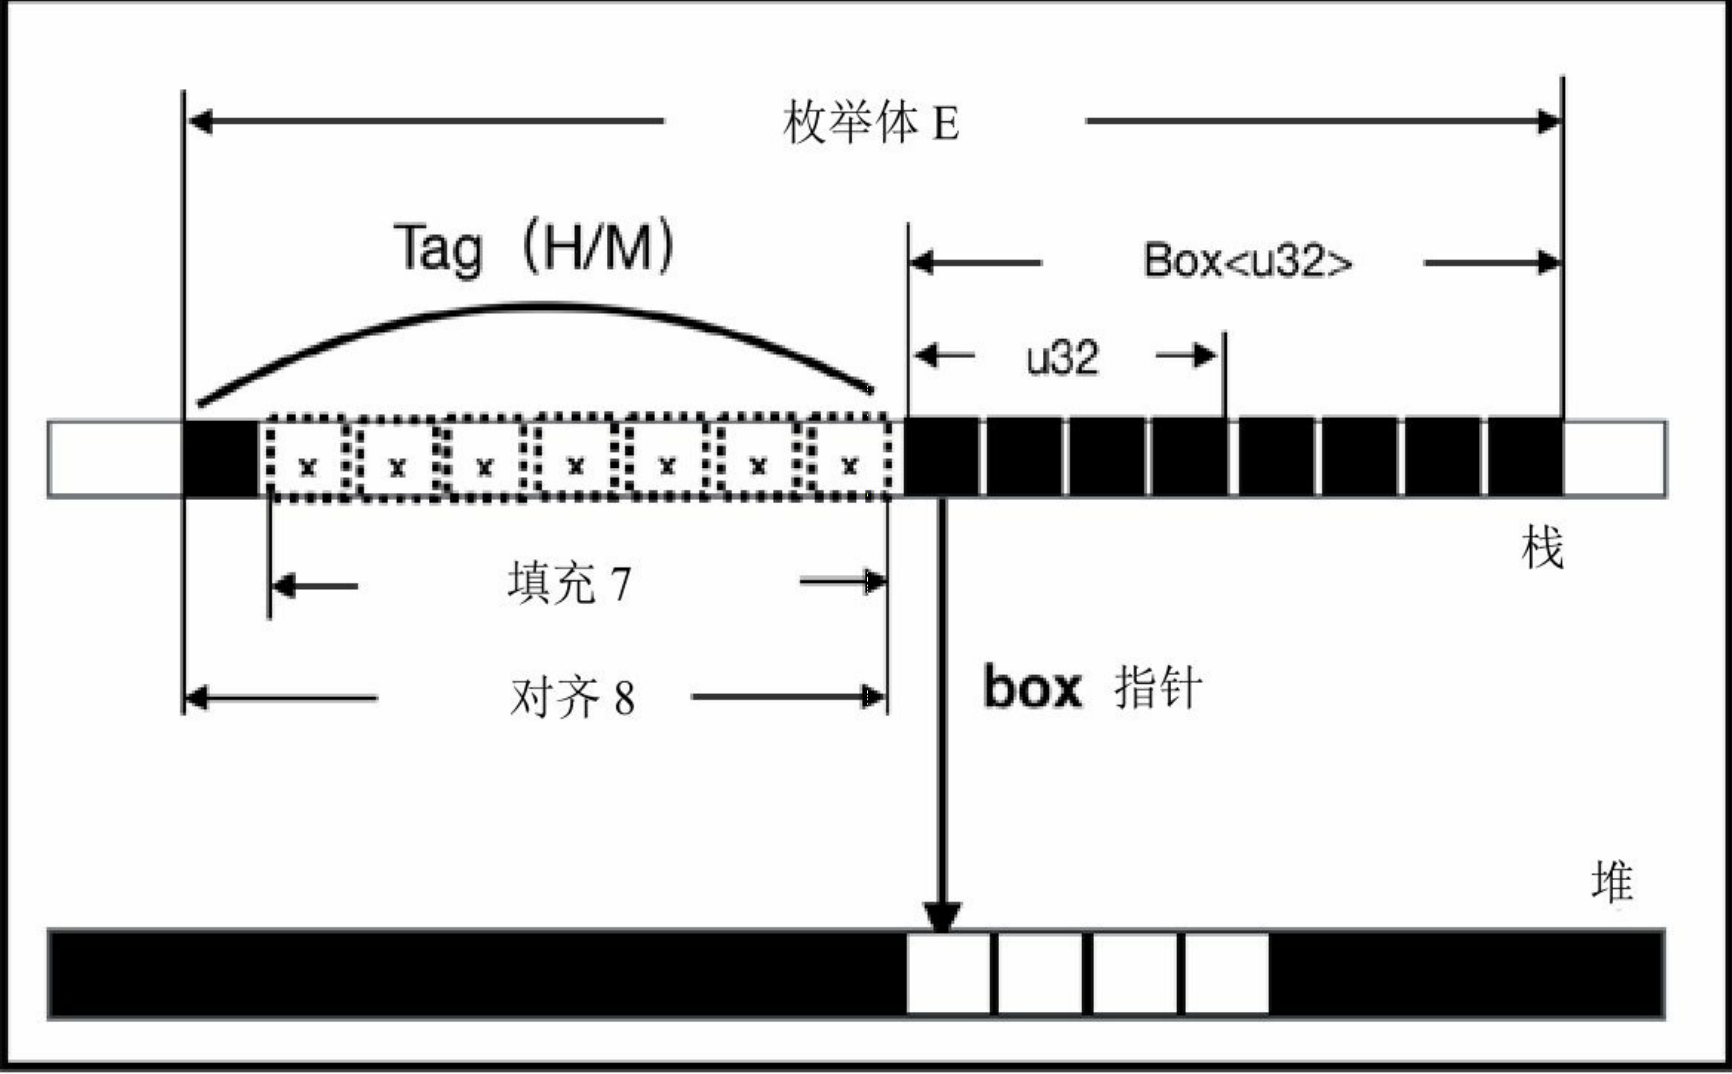 枚举体 E
Tag（H/M）
Box<u32>
u32
x x x x x x x
栈
填充 7
对齐 8
box 指针
堆